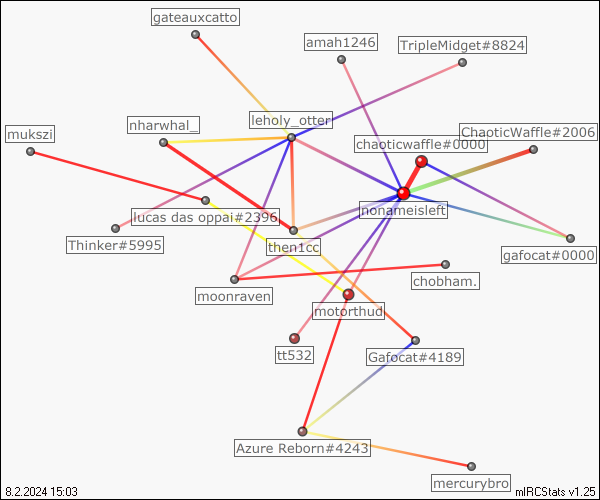 gateauxcatto
amah1246
TripleMidget#8824
leholy_otter
nharwhal_
mukszi
ChaoticWaffle#2006
chaoticwaffle#0000
nonameisleft
lucas das oppai#2396
Thinker#5995
then1cc
gafocat#0000
chobham.
moonraven
motorthud
tt532
Gafocat#4189
Azure Reborn#4243
mercurybro
8.2.2024 15:03
mIRCStats v1.25